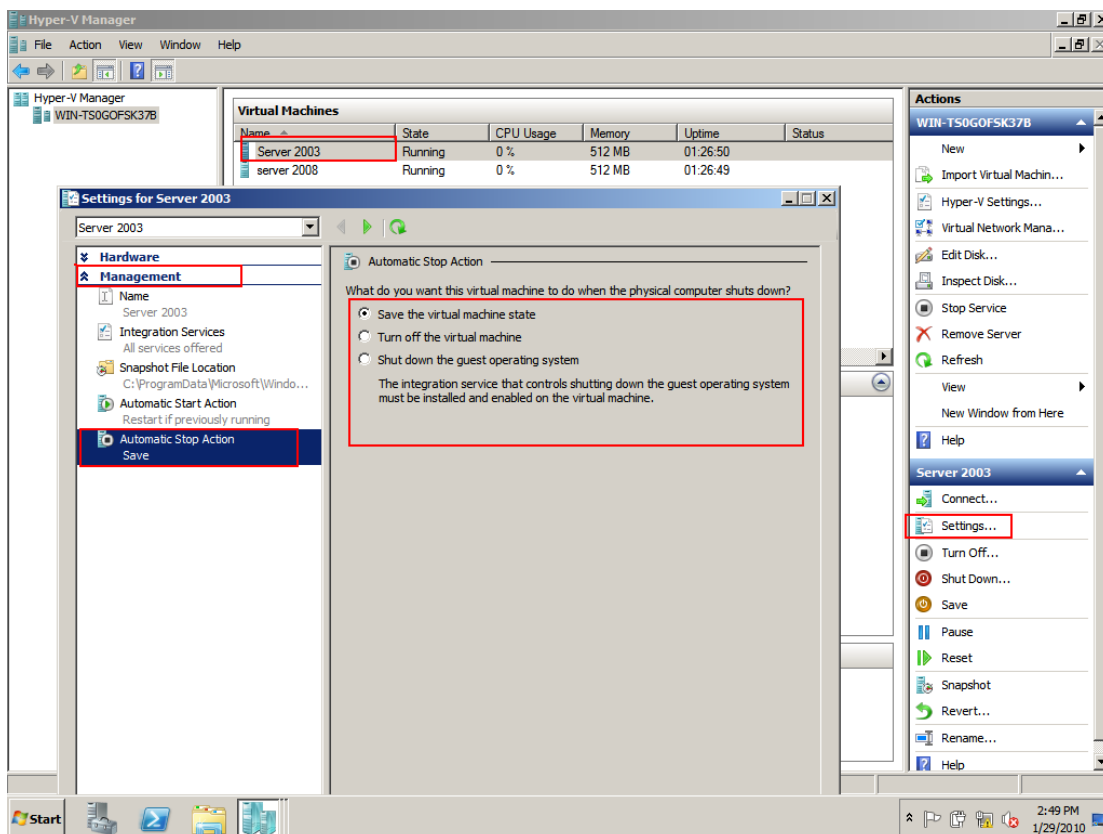 Hyper-V Manager
File Action View Window Help
Hyper-V Manager
WIN-TS0GOFSK37B
Virtual Machines
Name State CPU Usage Memory Uptime Status
Server 2003 Running 0 % 512 MB 01:26:50
server 2008 Running 0 % 512 MB 01:26:49
Settings for Server 2003
Server 2003
Hardware
Management
Name
Server 2003
Integration Services
All services offered
Snapshot File Location
C:\ProgramData\Microsoft\Windo...
Automatic Start Action
Restart if previously running
Automatic Stop Action
Save
Automatic Stop Action
What do you want this virtual machine to do when the physical computer shuts down?
Save the virtual machine state
Turn off the virtual machine
Shut down the guest operating system
The integration service that controls shutting down the guest operating system
must be installed and enabled on the virtual machine.
Actions
WIN-TS0GOFSK37B
New
Import Virtual Machin...
Hyper-V Settings...
Virtual Network Mana...
Edit Disk...
Inspect Disk...
Stop Service
Remove Server
Refresh
View
New Window from Here
Help
Server 2003
Connect...
Settings...
Turn Off...
Shut Down...
Save
Pause
Reset
Snapshot
Revert...
Rename...
Help
Start
2:49 PM
1/29/2010